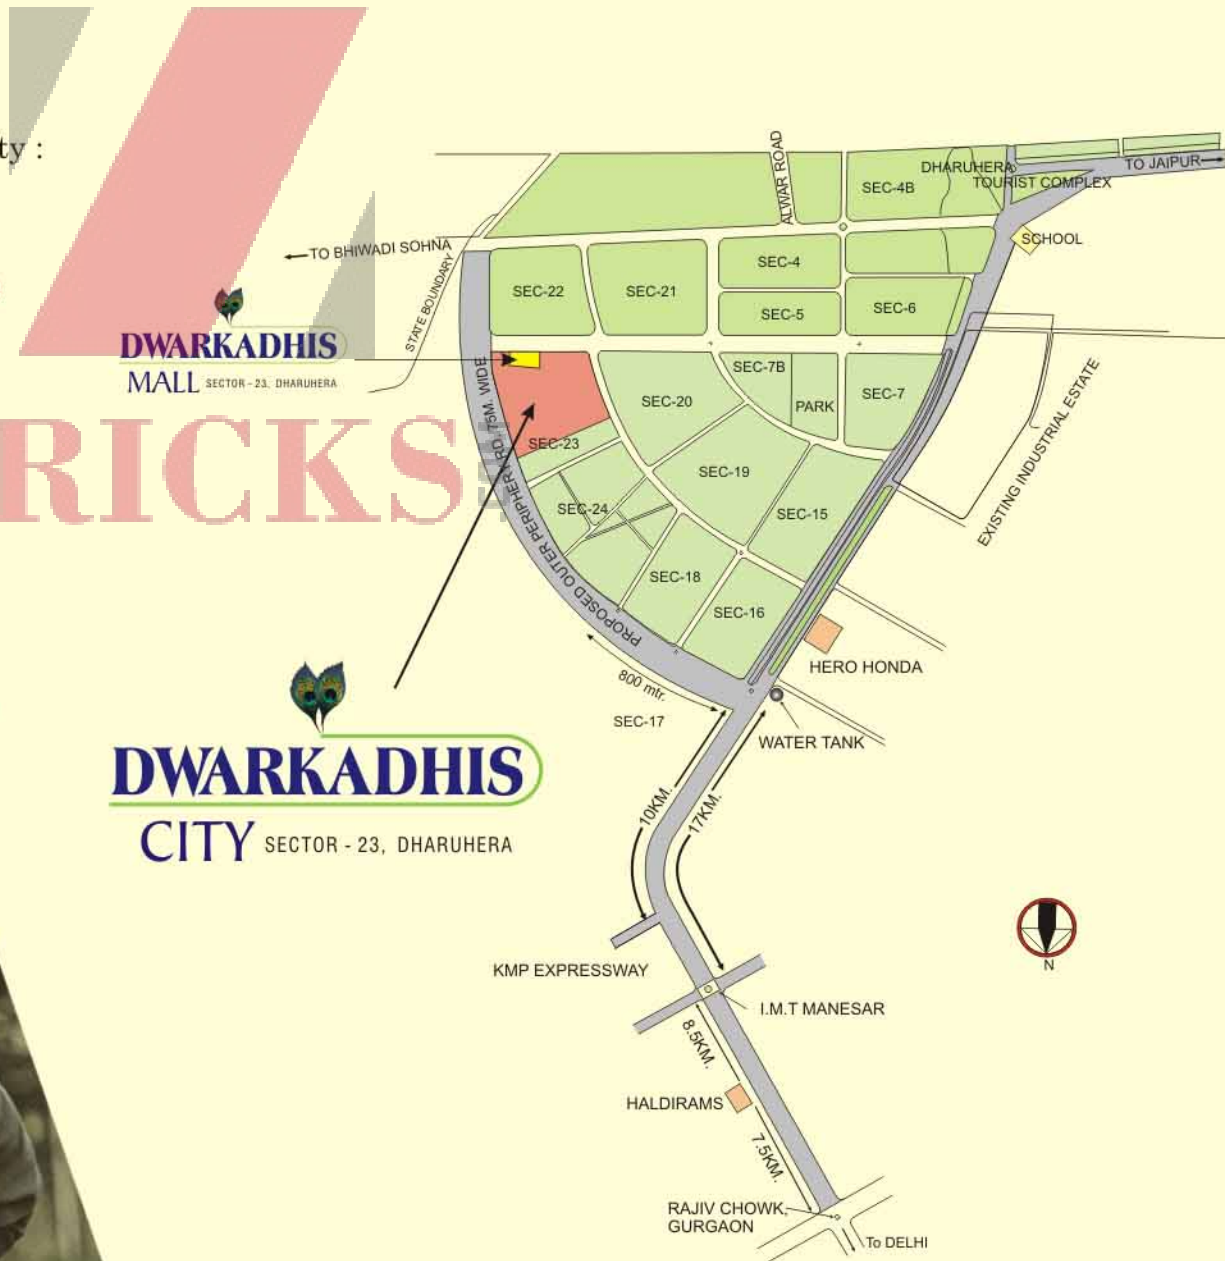 ty :
ALWAR ROAD
SEC-4B
DHARUHERA
TOURIST COMPLEX
TO JAIPUR
SCHOOL
TO BHIWADI SOHNA
STATE BOUNDARY
SEC-22
SEC-21
SEC-4
SEC-5
SEC-6
DWARKADHIS
MALL SECTOR - 23, DHARUHERA
SEC-7B
PARK
SEC-7
SEC-20
SEC-23
SEC-19
SEC-24
SEC-15
SEC-18
SEC-16
RICKS
PROPOSED OUTER PERIPHERY RD. 75M. WIDE
EXISTING INDUSTRIAL ESTATE
HERO HONDA
800 mtr.
SEC-17
WATER TANK
DWARKADHIS
CITY SECTOR - 23, DHARUHERA
10KM.
17KM.
N
KMP EXPRESSWAY
I.M.T MANESAR
8.5KM.
HALDIRAMS
7.5KM.
RAJIV CHOWK,
GURGAON
To DELHI